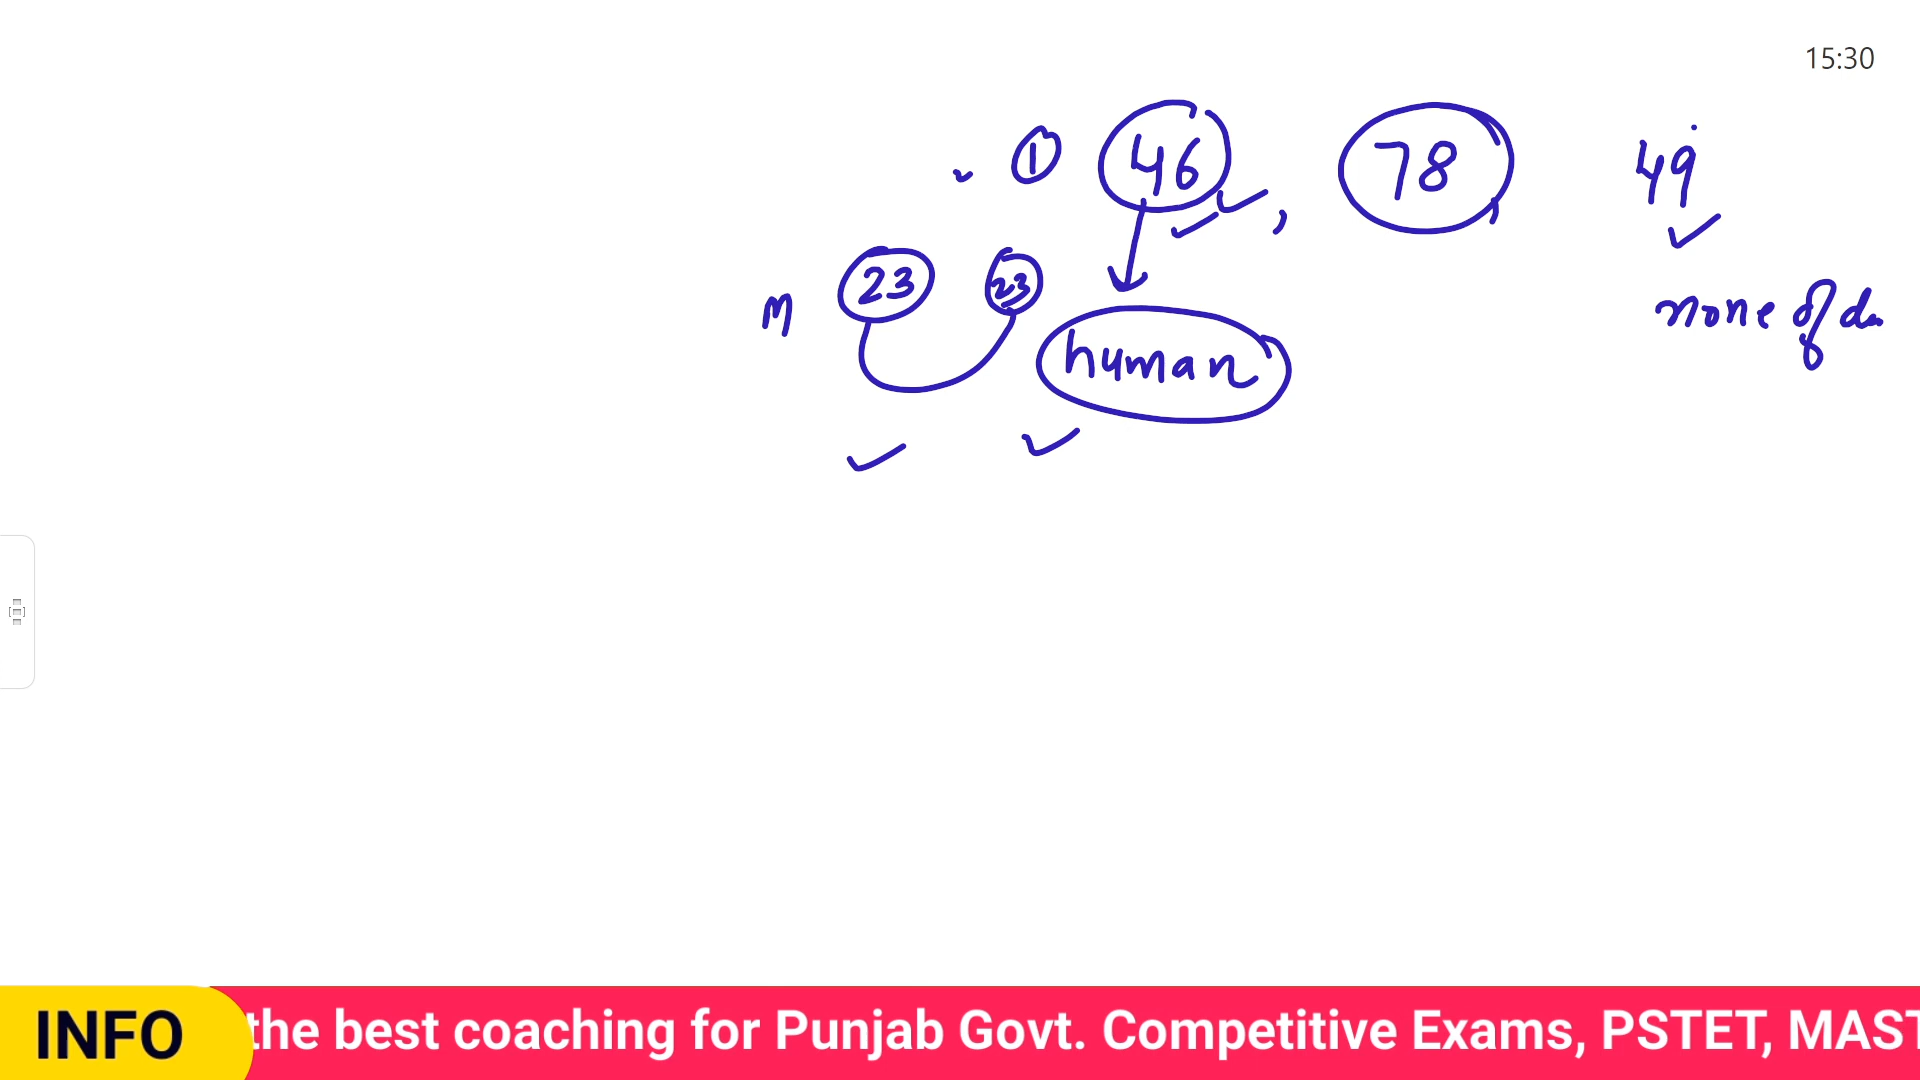 15:30
① 46, 78 49
m 23 23
human
none of
INFO the best coaching for Punjab Govt. Competitive Exams, PSTET, MAST